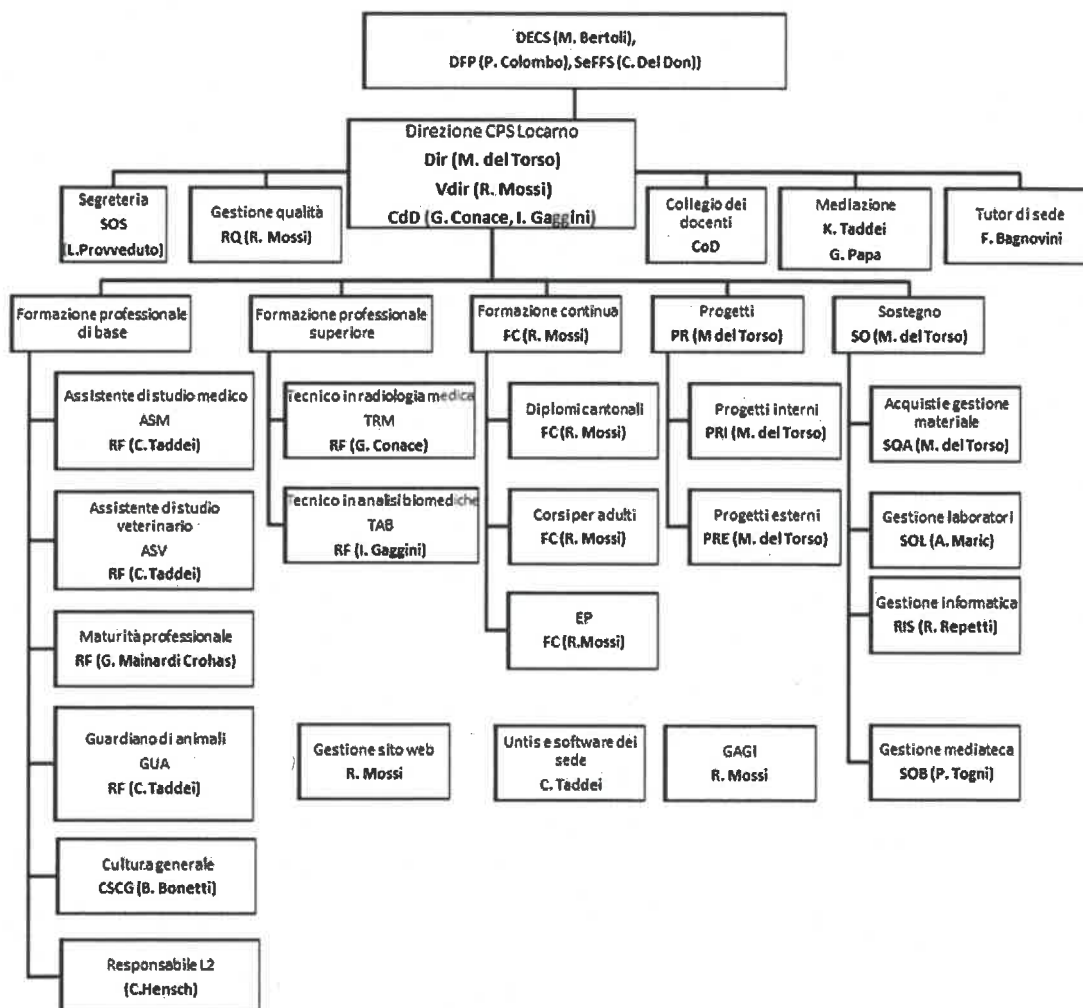 DECS (M. Bertoli),
DFP (P. Colombo), SeFFS (C. Del Don))
Direzione CPS Locarno
Dir (M. del Torso)
Vdir (R. Mossi)
CdD (G. Conace, I. Gaggini)
Segreteria
SOS
(L.Provveduto)
Gestione qualità
RQ (R. Mossi)
Collegio dei
docenti
CoD
Mediazione
K. Taddei
G. Papa
Tutor di sede
F. Bagnovini
Formazione professionale
di base
Formazione professionale
superiore
Formazione continua
FC (R. Mossi)
Progetti
PR (M del Torso)
Sostegno
SO (M. del Torso)
Assistente di studio medico
ASM
RF (C. Taddei)
Tecnico in radiologia medica
TRM
RF (G. Conace)
Diplomi cantonali
FC (R. Mossi)
Progetti interni
PRI (M. del Torso)
Acquisti e gestione
materiale
SQA (M. del Torso)
Assistente di studio
veterinario
ASV
RF (C. Taddei)
Tecnico in analisi biomediche
TAB
RF (I. Gaggini)
Corsi per adulti
FC (R. Mossi)
Progetti esterni
PRE (M. del Torso)
Gestione laboratori
SOL (A. Maric)
Maturità professionale
RF (G. Mainardi Crohas)
EP
FC (R.Mossi)
Gestione informatica
RIS (R. Repetti)
Guardiano di animali
GUA
RF (C. Taddei)
Gestione sito web
R. Mossi
Untis e software dei
sede
C. Taddei
GAGI
R. Mossi
Gestione mediateca
SOB (P. Togni)
Cultura generale
CSCG (B. Bonetti)
Responsabile L2
(C.Hensch)